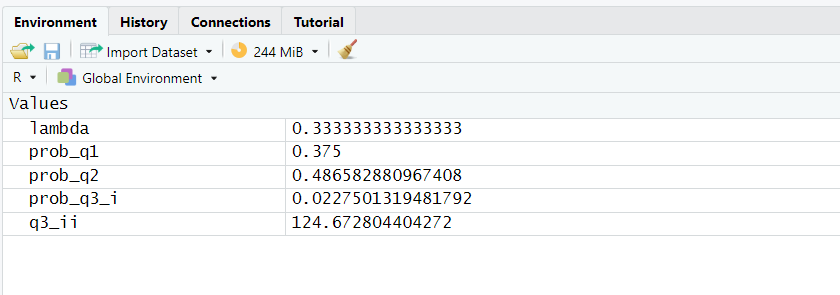 Environment History Connections Tutorial
Import Dataset 244 MiB
R Global Environment
Values
lambda 0.333333333333333
prob_q1 0.375
prob_q2 0.486582880967408
prob_q3_i 0.0227501319481792
q3_ii 124.672804404272